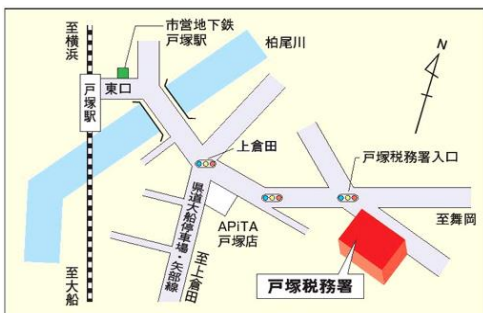 至横浜
市営地下鉄
戸塚駅
柏尾川
N
戸塚駅
東口
上倉田
戸塚税務署入口
至舞岡
APiTA
戸塚店
県道大船停車場・矢部線
至上倉田
戸塚税務署
至大船